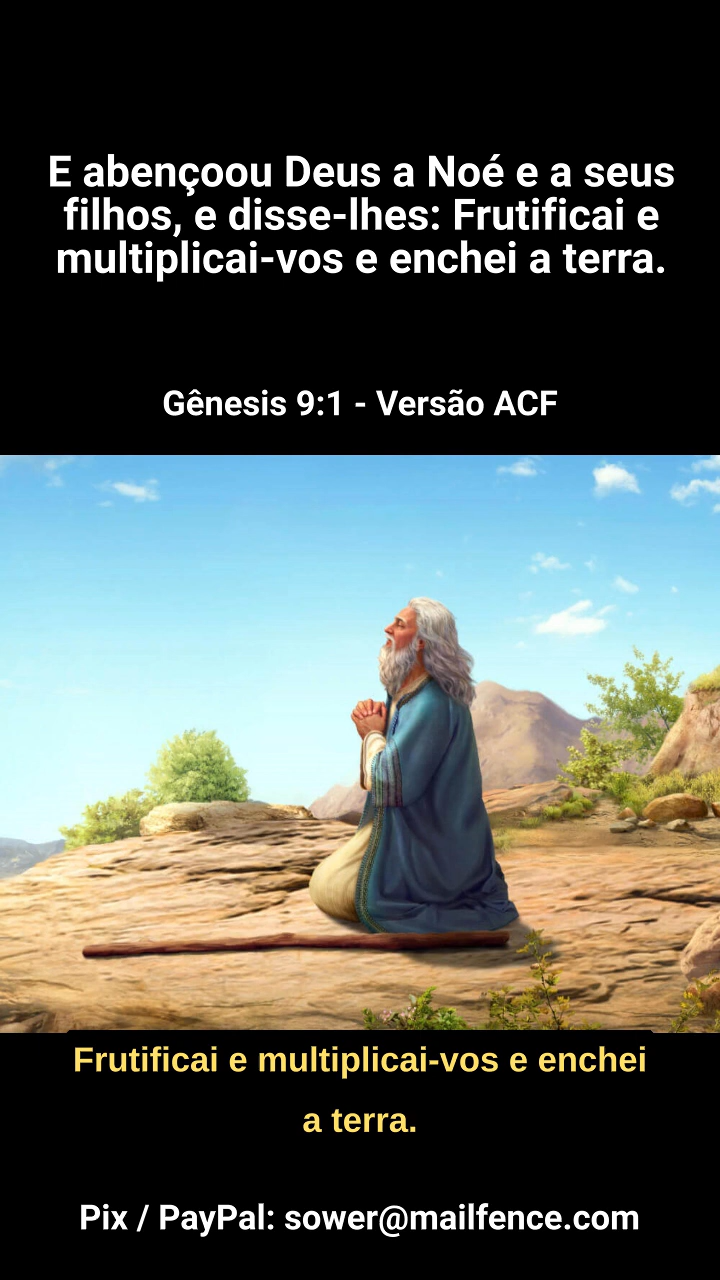 E abençoou Deus a Noé e a seus
filhos, e disse-lhes: Frutificai e
multiplicai-vos e enchei a terra.
Gênesis 9:1 - Versão ACF
Frutificai e multiplicai-vos e enchei
a terra.
Pix / PayPal: sower@mailfence.com